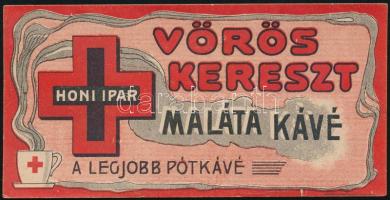 VÖRÖS
KERESZT
HONI IPAR
MALÁTA KÁVÉ
A LEGJOBB PÓTKÁVÉ